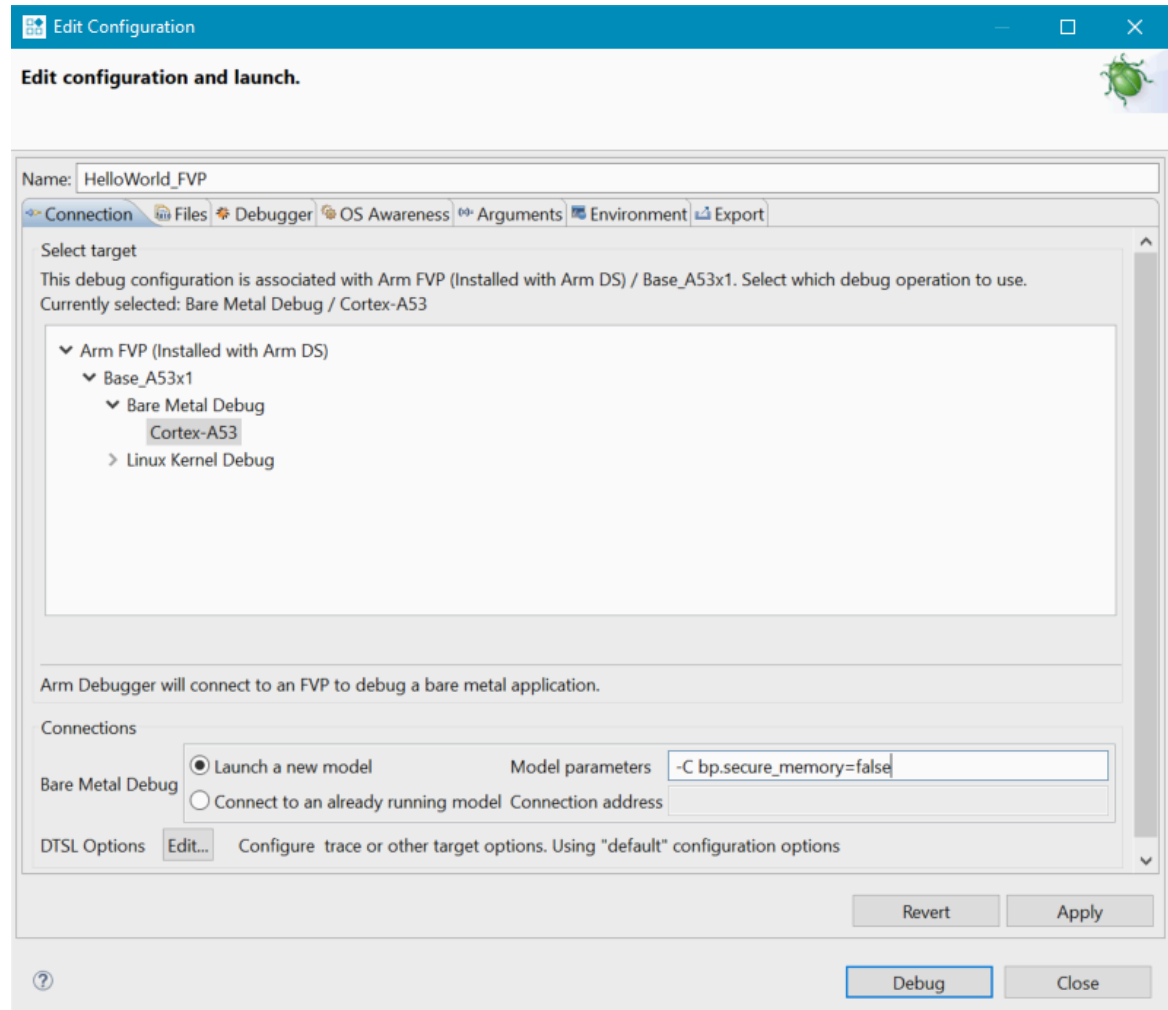 Edit Configuration
Edit configuration and launch.
Name: HelloWorld_FVP
Connection Files Debugger OS Awareness Arguments Environment Export
Select target
This debug configuration is associated with Arm FVP (Installed with Arm DS) / Base_A53x1. Select which debug operation to use.
Currently selected: Bare Metal Debug / Cortex-A53
Arm FVP (Installed with Arm DS)
Base_A53x1
Bare Metal Debug
Cortex-A53
Linux Kernel Debug
Arm Debugger will connect to an FVP to debug a bare metal application.
Connections
Bare Metal Debug
Launch a new model Model parameters -C bp.secure_memory=false
Connect to an already running model Connection address
DTSL Options Edit... Configure trace or other target options. Using "default" configuration options
Revert Apply
? Debug Close